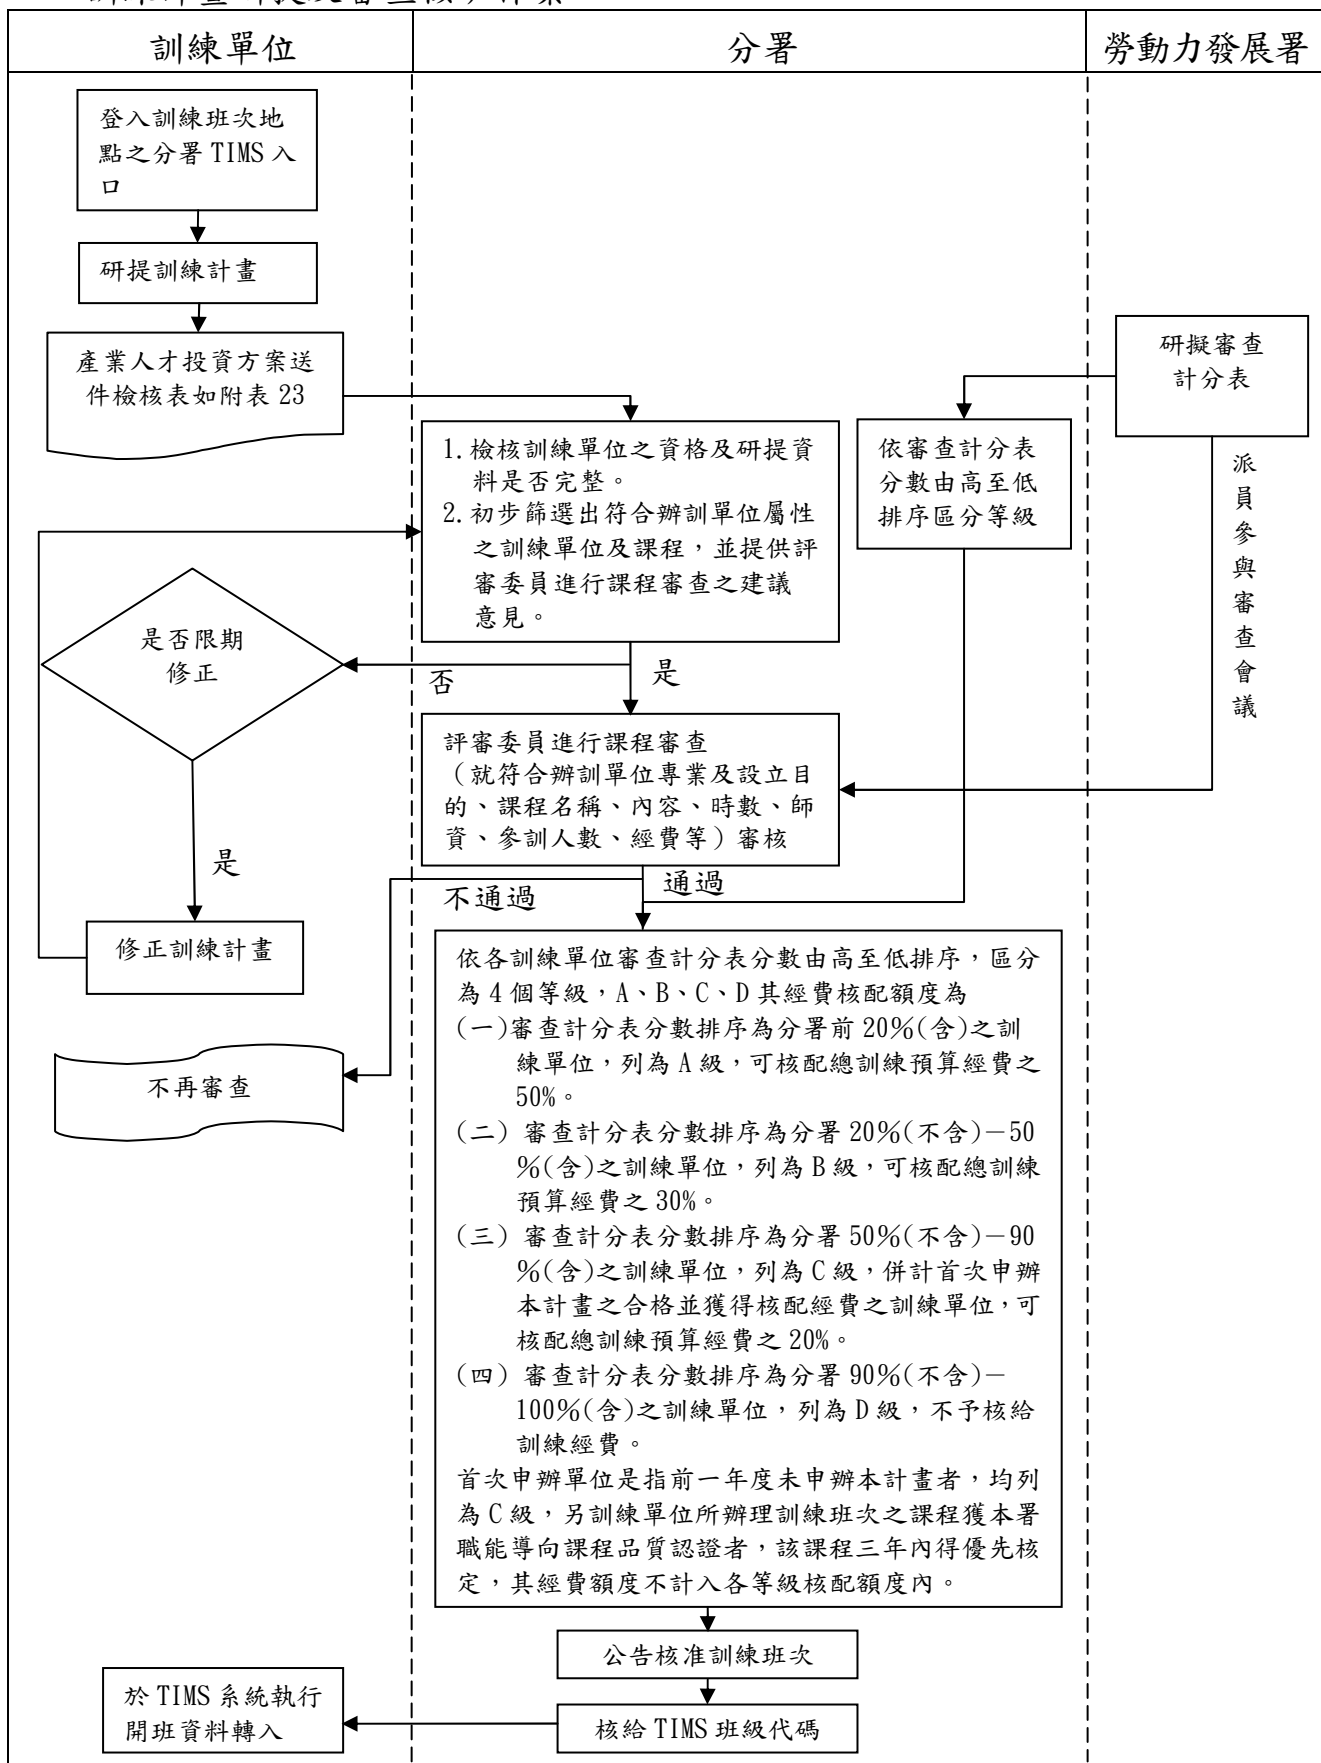 訓練單位
分署
勞動力發展署
登入訓練班次地
點之分署 TIMS 入
口
研提訓練計畫
產業人才投資方案送
件檢核表如附表 23
研擬審查
計分表
依審查計分表
分數由高至低
排序區分等級
派員參與審查會議
1.檢核訓練單位之資格及研提資
料是否完整。
2.初步篩選出符合辦訓單位屬性
之訓練單位及課程，並提供評
審委員進行課程審查之建議
意見。
是否限期
修正
否
是
評審委員進行課程審查
（就符合辦訓單位專業及設立目
的、課程名稱、內容、時數、師
資、參訓人數、經費等）審核
是
不通過
通過
修正訓練計畫
不再審查
依各訓練單位審查計分表分數由高至低排序，區分
為 4 個等級，A、B、C、D 其經費核配額度為
(一)審查計分表分數排序為分署前 20％(含)之訓
練單位，列為 A 級，可核配總訓練預算經費之
50%。
(二) 審查計分表分數排序為分署 20％(不含)－50
％(含)之訓練單位，列為 B 級，可核配總訓練
預算經費之 30%。
(三) 審查計分表分數排序為分署 50％(不含)－90
％(含)之訓練單位，列為 C 級，併計首次申辦
本計畫之合格並獲得核配經費之訓練單位，可
核配總訓練預算經費之 20%。
(四) 審查計分表分數排序為分署 90％(不含)－
100％(含)之訓練單位，列為 D 級，不予核給
訓練經費。
首次申辦單位是指前一年度未申辦本計畫者，均列
為 C 級，另訓練單位所辦理訓練班次之課程獲本署
職能導向課程品質認證者，該課程三年內得優先核
定，其經費額度不計入各等級核配額度內。
公告核准訓練班次
核給 TIMS 班級代碼
於 TIMS 系統執行
開班資料轉入